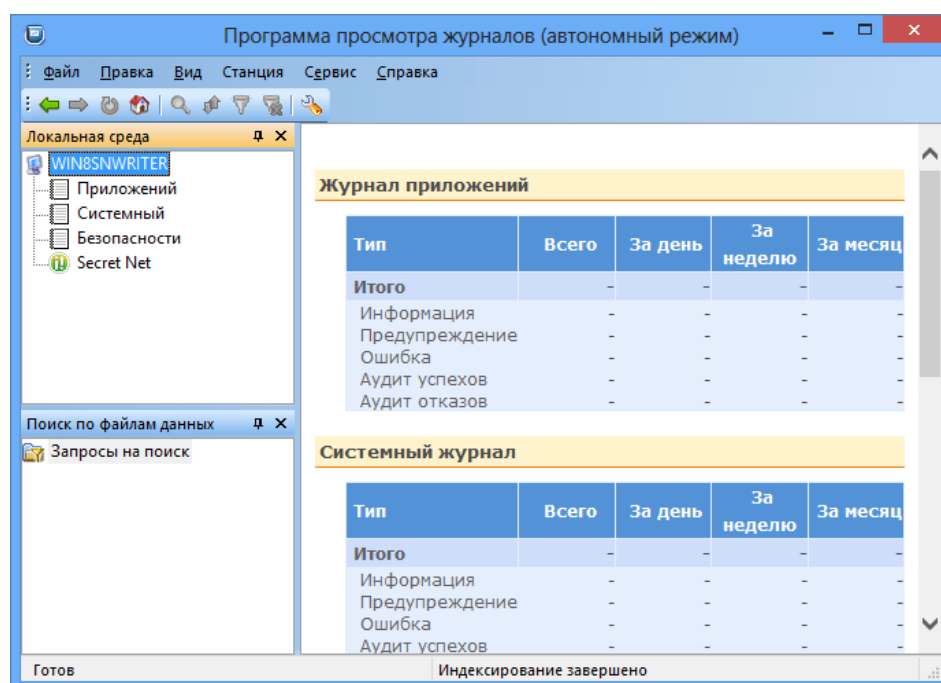 Программа просмотра журналов (автономный режим)
Файл Правка Вид Станция Сервис Справка
Локальная среда
WIN8SNWRITER
Приложений
Системный
Безопасности
Secret Net
Поиск по файлам данных
Запросы на поиск
Журнал приложений
Тип Всего За день За неделю За месяц
Итого - - - -
Информация - - - -
Предупреждение - - - -
Ошибка - - - -
Аудит успехов - - - -
Аудит отказов - - - -
Системный журнал
Тип Всего За день За неделю За месяц
Итого - - - -
Информация - - - -
Предупреждение - - - -
Ошибка - - - -
Аудит успехов - - - -
Готов Индексирование завершено